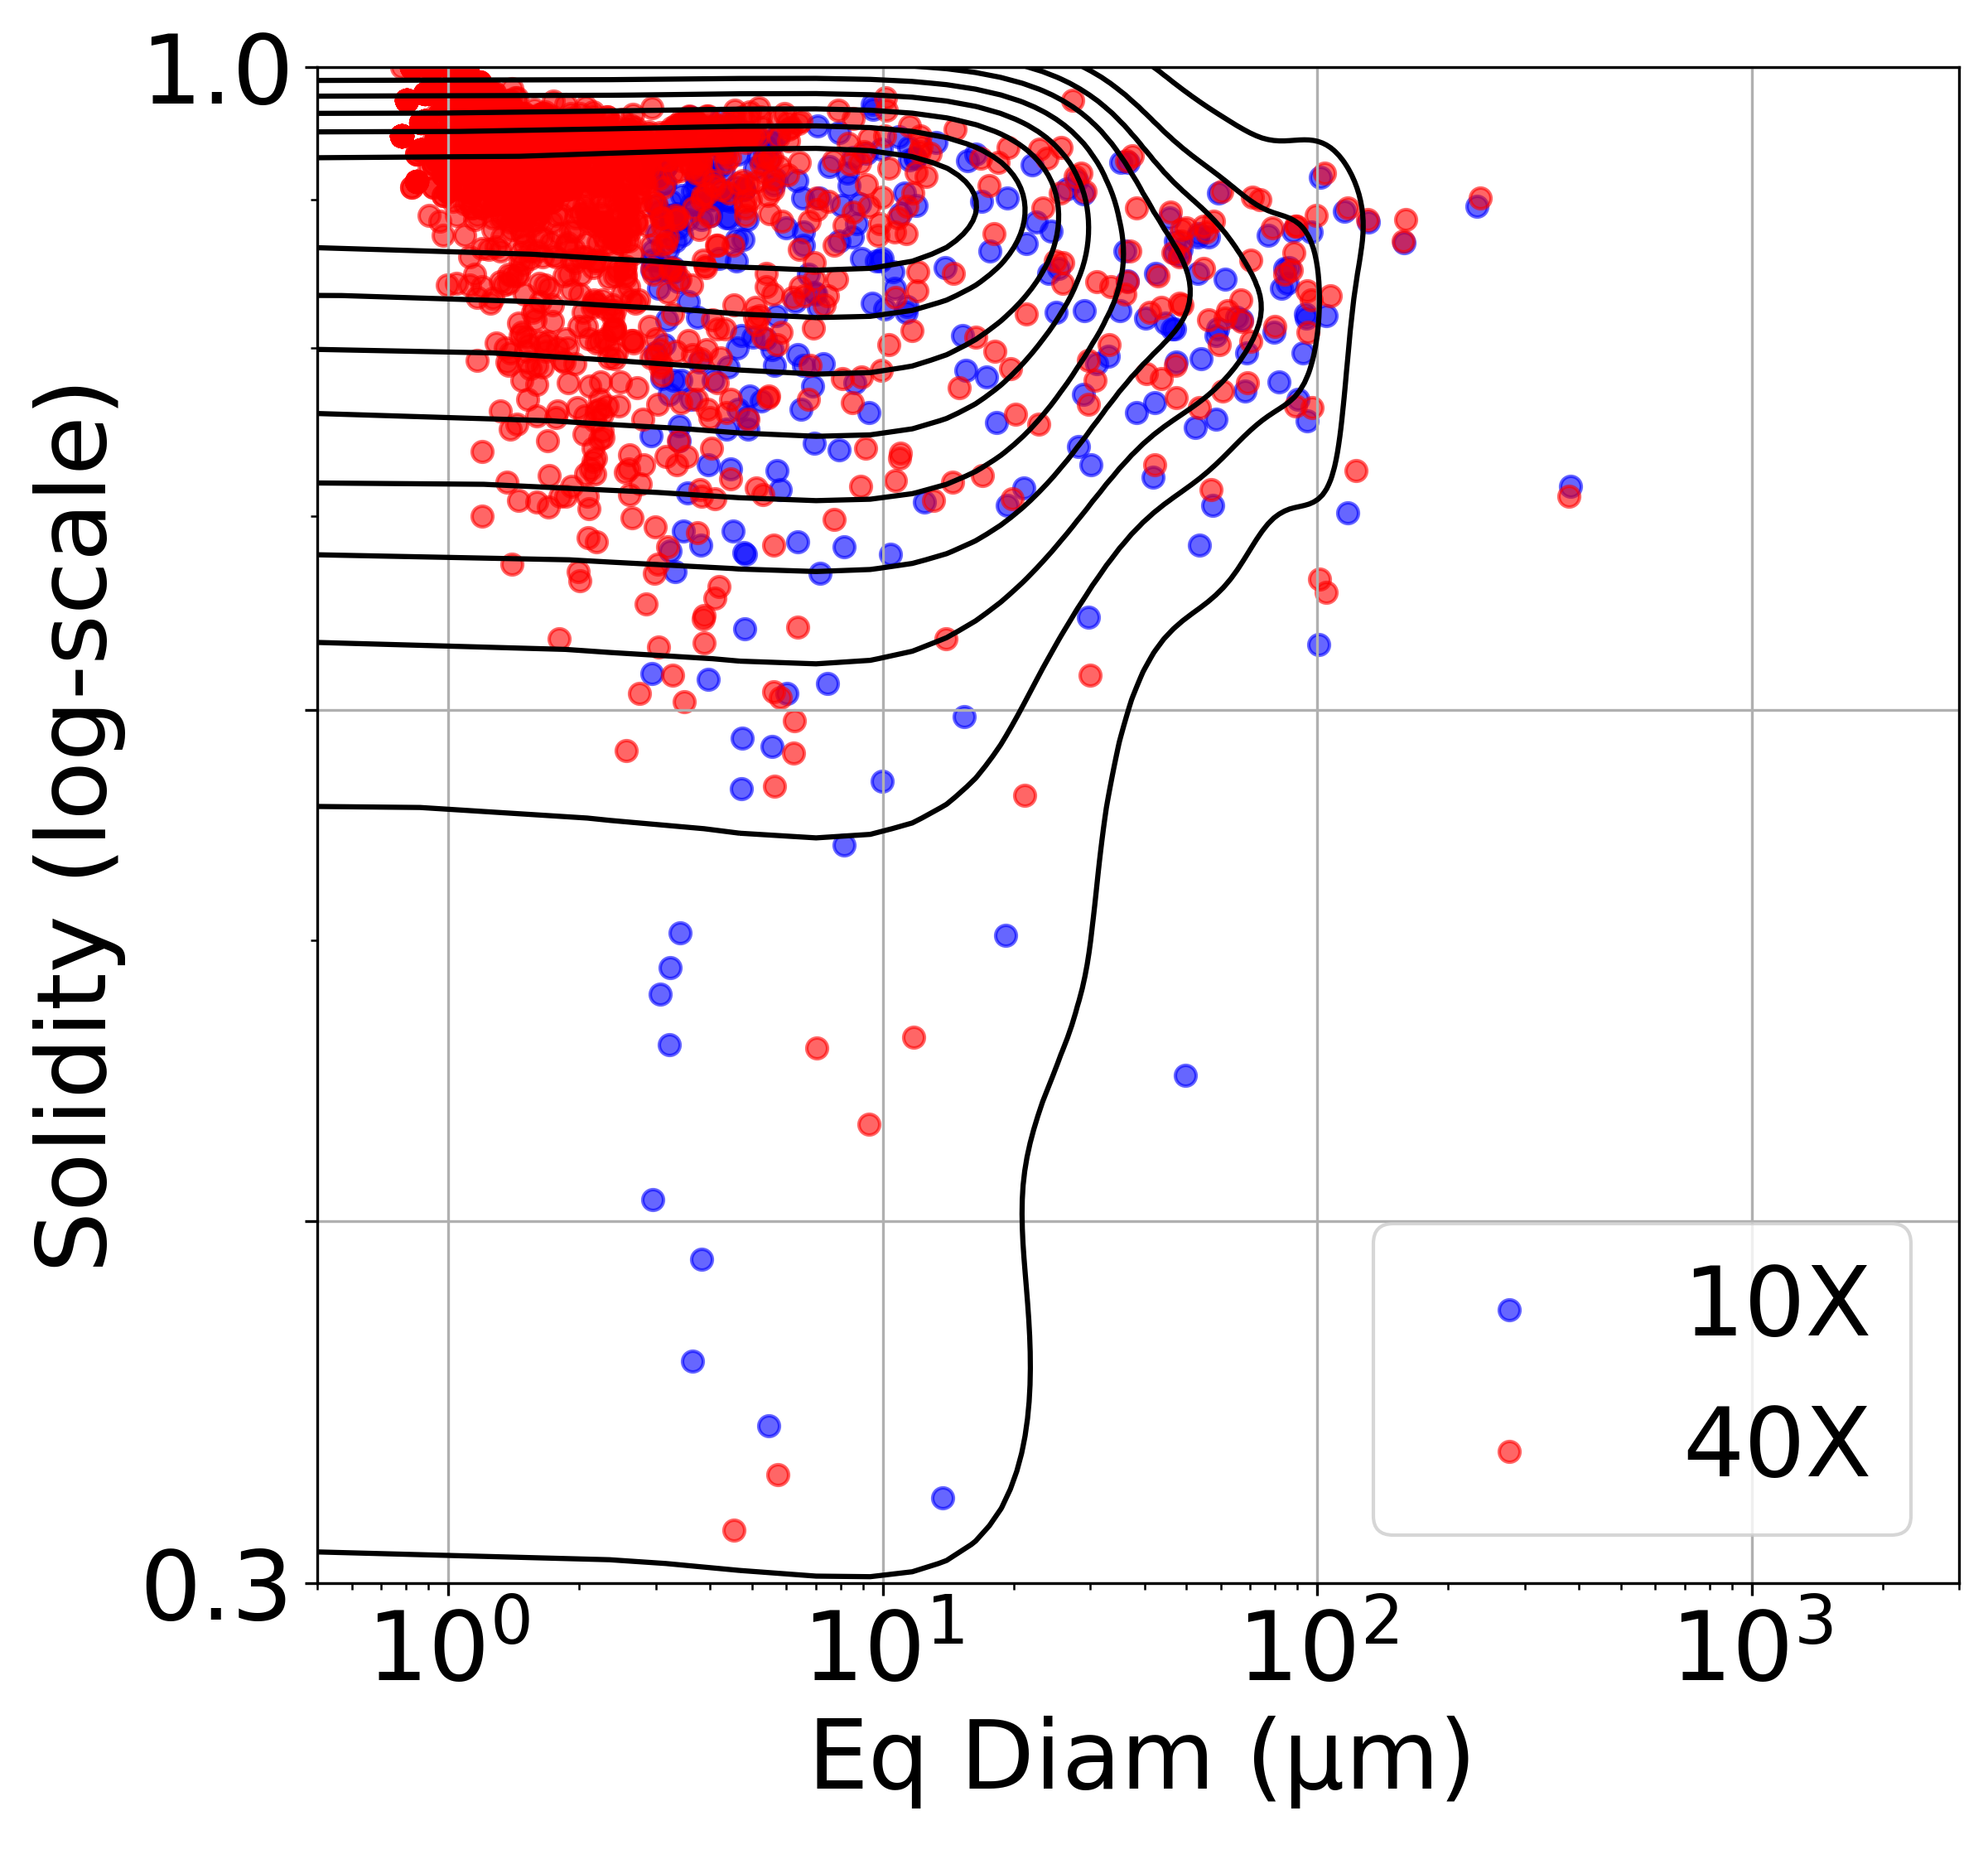 1.0
Solidity (log-scale)
10X
40X
0.3
10⁰ 10¹ 10² 10³
Eq Diam (μm)